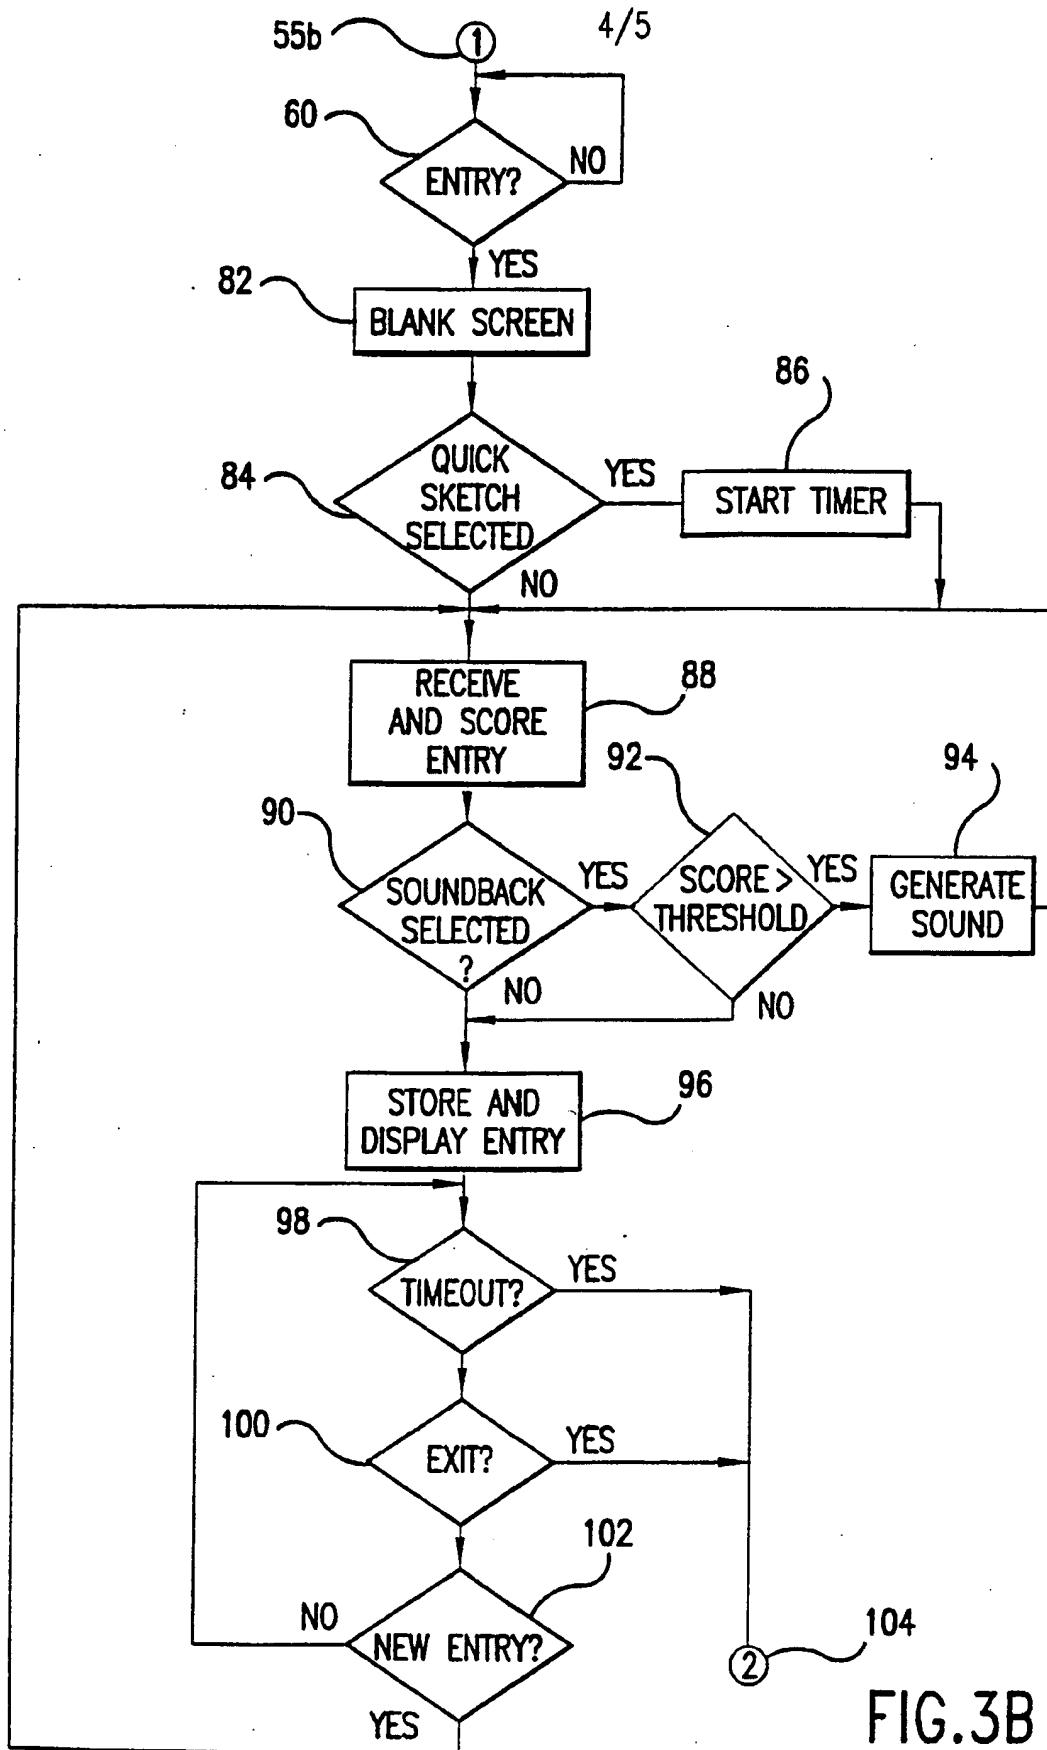 55b
1
4/5
60
ENTRY?
NO
YES
82
BLANK SCREEN
86
84
QUICK
SKETCH
SELECTED
YES
START TIMER
NO
RECEIVE
AND SCORE
ENTRY
88
90
92
94
SOUNDBACK
SELECTED
?
YES
SCORE >
THRESHOLD
YES
GENERATE
SOUND
NO
NO
STORE AND
DISPLAY ENTRY
96
98
TIMEOUT?
YES
100
EXIT?
YES
102
NO
NEW ENTRY?
YES
2
104
FIG.3B